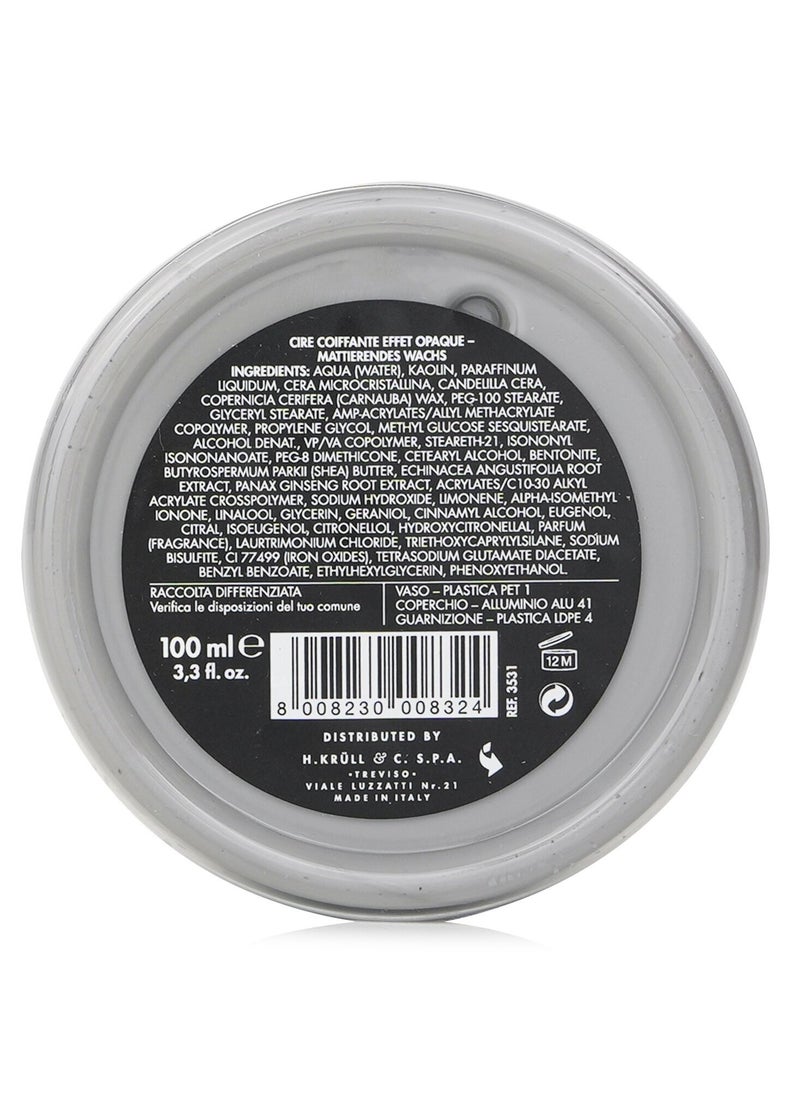 CIRE COIFFANTE EFFET OPAQUE –
MATTIERENDES WACHS
INGREDIENTS: AQUA (WATER), KAOLIN, PARAFFINUM
LIQUIDUM, CERA MICROCRISTALLINA, CANDELILLA CERA,
COPERNICIA CERIFERA (CARNAUBA) WAX, PEG-100 STEARATE,
GLYCERYL STEARATE, AMP-ACRYLATES/ALLYL METHACRYLATE
COPOLYMER, PROPYLENE GLYCOL, METHYL GLUCOSE SESQUISTEARATE,
ALCOHOL DENAT., VP/VA COPOLYMER, STEARETH-21, ISONONYL
ISONONANOATE, PEG-8 DIMETHICONE, CETEARYL ALCOHOL, BENTONITE,
BUTYROSPERMUM PARKII (SHEA) BUTTER, ECHINACEA ANGUSTIFOLIA ROOT
EXTRACT, PANAX GINSENG ROOT EXTRACT, ACRYLATES/C10-30 ALKYL
ACRYLATE CROSSPOLYMER, SODIUM HYDROXIDE, LIMONENE, ALPHA-ISOMETHYL
IONONE, LINALOOL, GLYCERIN, GERANIOL, CINNAMYL ALCOHOL, EUGENOL,
CITRAL, ISOEUGENOL, CITRONELLOL, HYDROXYCITRONELLAL, PARFUM
(FRAGRANCE), LAURTRIMONIUM CHLORIDE, TRIETHOXYCAPRYLYLSILANE, SODIUM
BISULFITE, CI 77499 (IRON OXIDES), TETRASODIUM GLUTAMATE DIACETATE,
BENZYL BENZOATE, ETHYLHEXYLGLYCERIN, PHENOXYETHANOL.
RACCOLTA DIFFERENZIATA
Verifica le disposizioni del tuo comune
VASO – PLASTICA PET 1
COPERCHIO – ALLUMINIO ALU 41
GUARNIZIONE – PLASTICA LDPE 4
100 ml e
3,3 fl. oz.
8 008230 008324
REF. 3531
12 M
DISTRIBUTED BY
H.KRÜLL & C. S.P.A.
·TREVISO·
VIALE LUZZATTI Nr.21
MADE IN ITALY